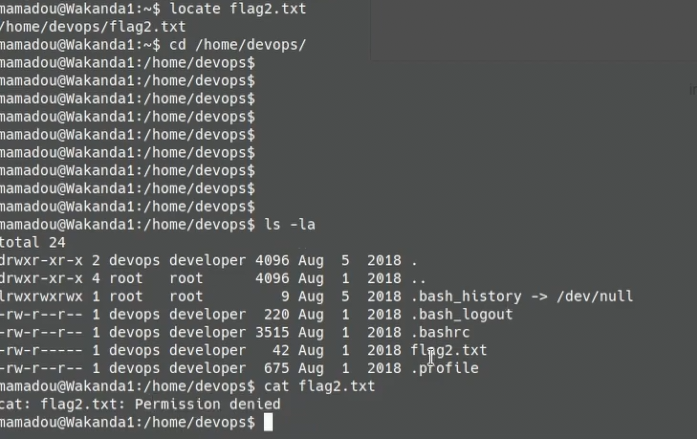 mamadou@Wakanda1:~$ locate flag2.txt
/home/devops/flag2.txt
mamadou@Wakanda1:~$ cd /home/devops/
mamadou@Wakanda1:/home/devops$
mamadou@Wakanda1:/home/devops$
mamadou@Wakanda1:/home/devops$
mamadou@Wakanda1:/home/devops$
mamadou@Wakanda1:/home/devops$
mamadou@Wakanda1:/home/devops$
mamadou@Wakanda1:/home/devops$
mamadou@Wakanda1:/home/devops$
mamadou@Wakanda1:/home/devops$
mamadou@Wakanda1:/home/devops$ ls -la
total 24
drwxr-xr-x 2 devops developer 4096 Aug  5  2018 .
drwxr-xr-x 4 root   root      4096 Aug  1  2018 ..
lrwxrwxrwx 1 root   root         9 Aug  5  2018 .bash_history -> /dev/null
-rw-r--r-- 1 devops developer  220 Aug  1  2018 .bash_logout
-rw-r--r-- 1 devops developer 3515 Aug  1  2018 .bashrc
-rw-r----- 1 devops developer   42 Aug  1  2018 flag2.txt
-rw-r--r-- 1 devops developer  675 Aug  1  2018 .profile
mamadou@Wakanda1:/home/devops$ cat flag2.txt
cat: flag2.txt: Permission denied
mamadou@Wakanda1:/home/devops$